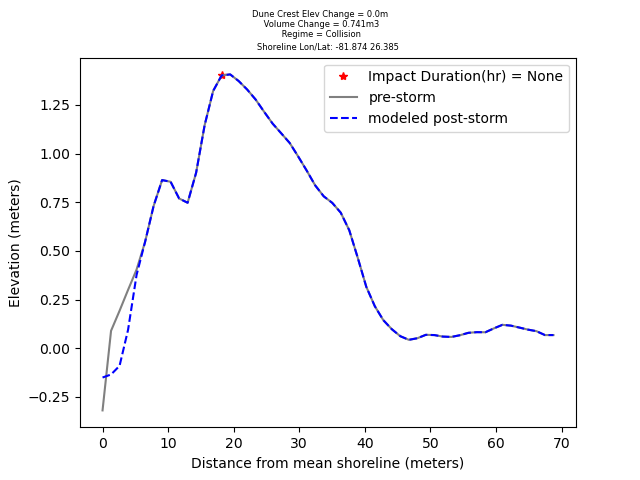 Dune Crest Elev Change = 0.0m
Volume Change = 0.741m3
Regime = Collision
Shoreline Lon/Lat: -81.874 26.385
Impact Duration(hr) = None
pre-storm
modeled post-storm
Elevation (meters)
1.25
1.00
0.75
0.50
0.25
0.00
−0.25
0 10 20 30 40 50 60 70
Distance from mean shoreline (meters)